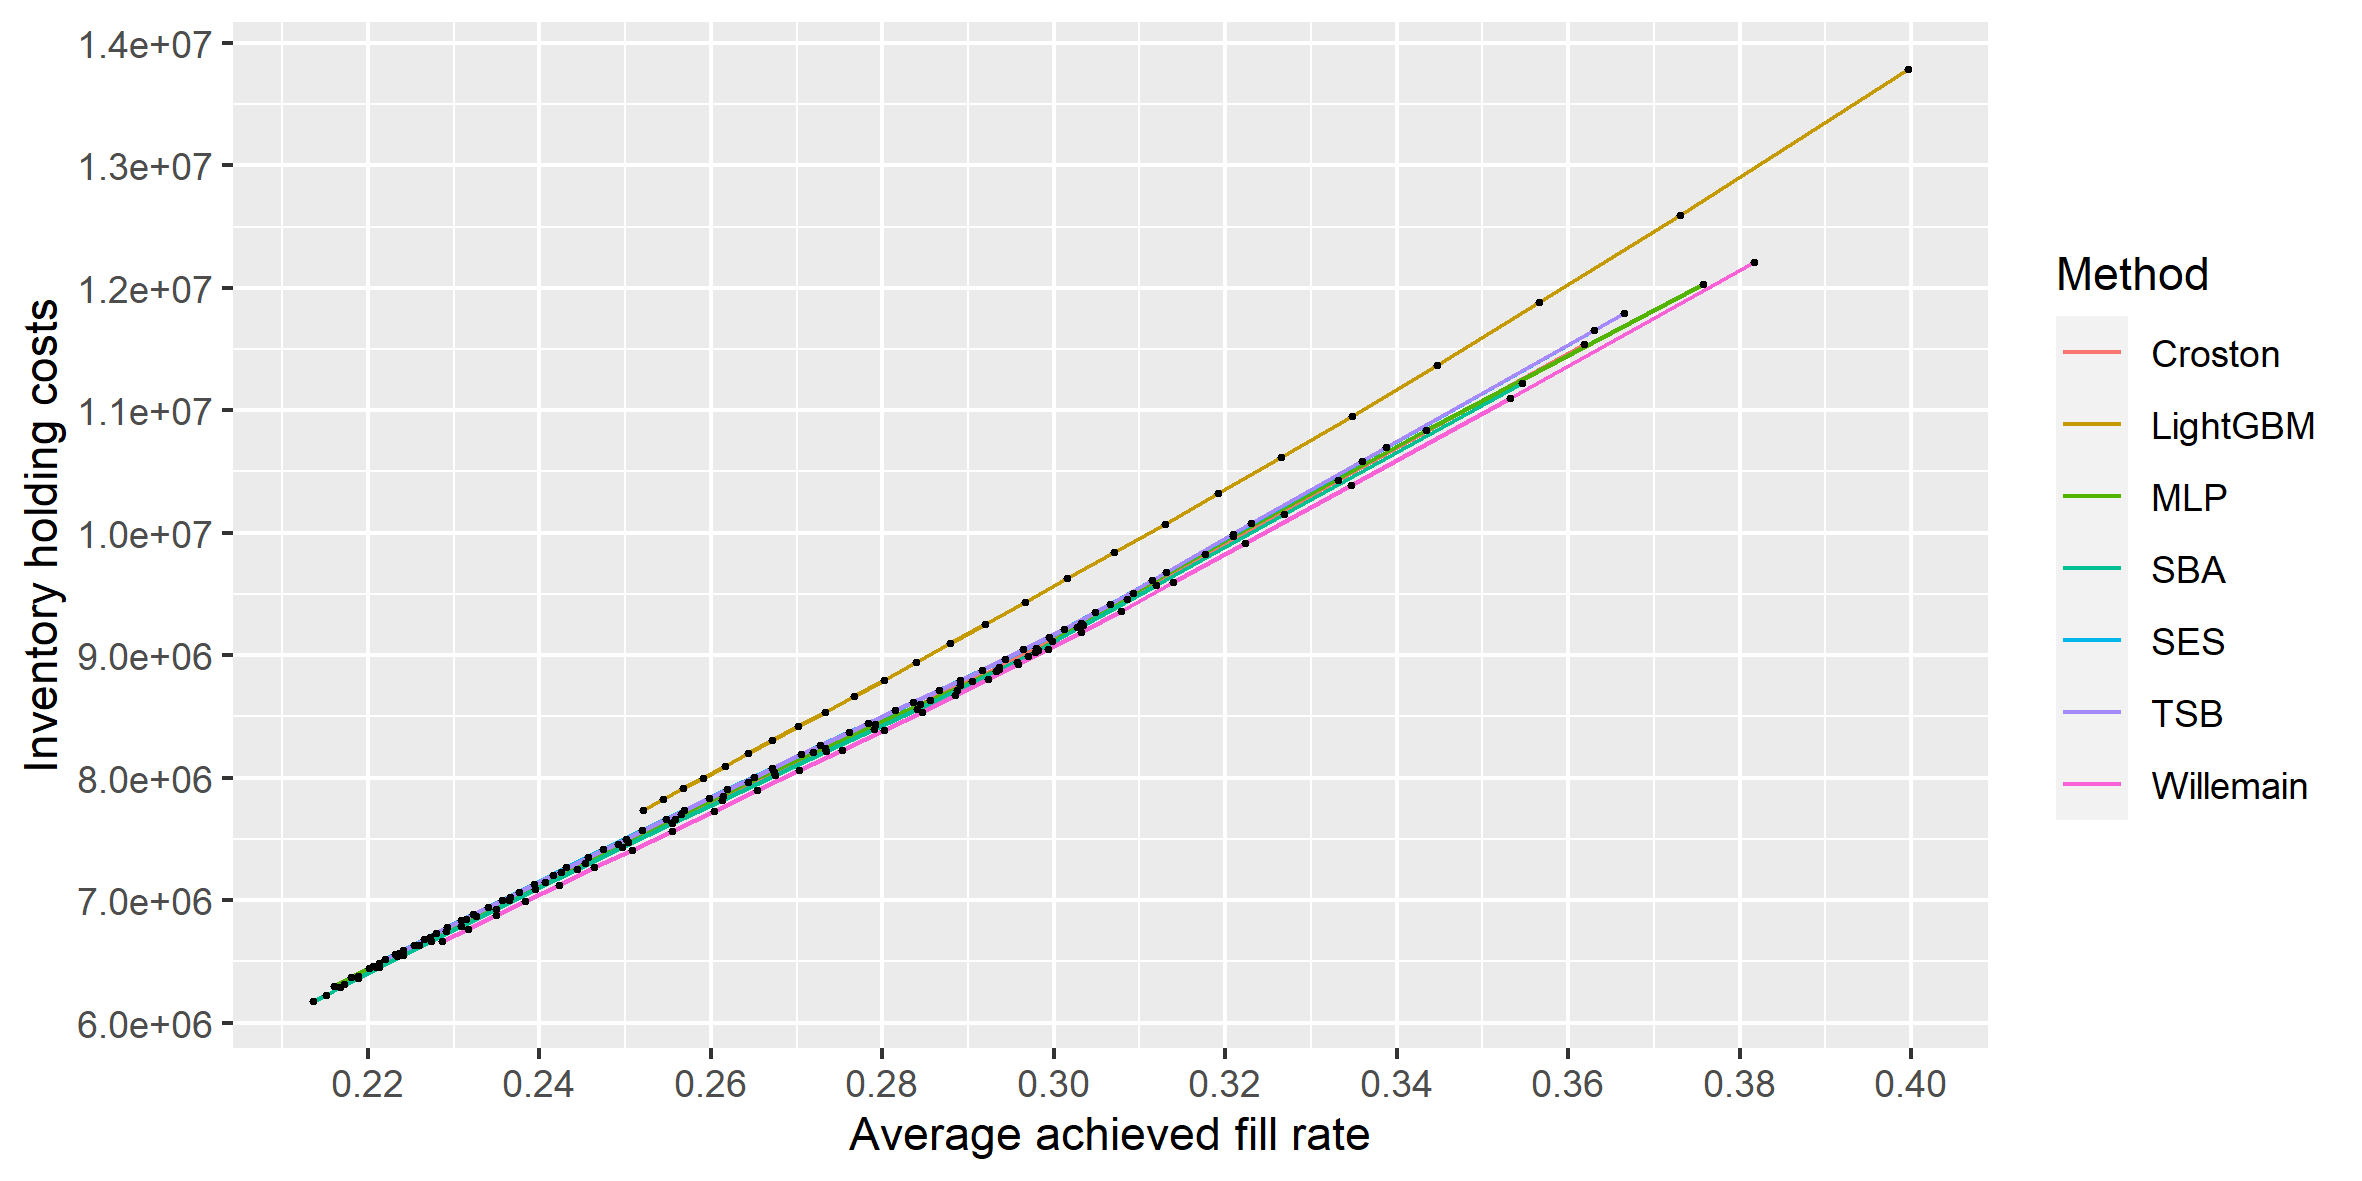 1.4e+07
1.3e+07
1.2e+07
1.1e+07
1.0e+07
9.0e+06
8.0e+06
7.0e+06
6.0e+06
Inventory holding costs
0.22 0.24 0.26 0.28 0.30 0.32 0.34 0.36 0.38 0.40
Average achieved fill rate
Method
Croston
LightGBM
MLP
SBA
SES
TSB
Willemain